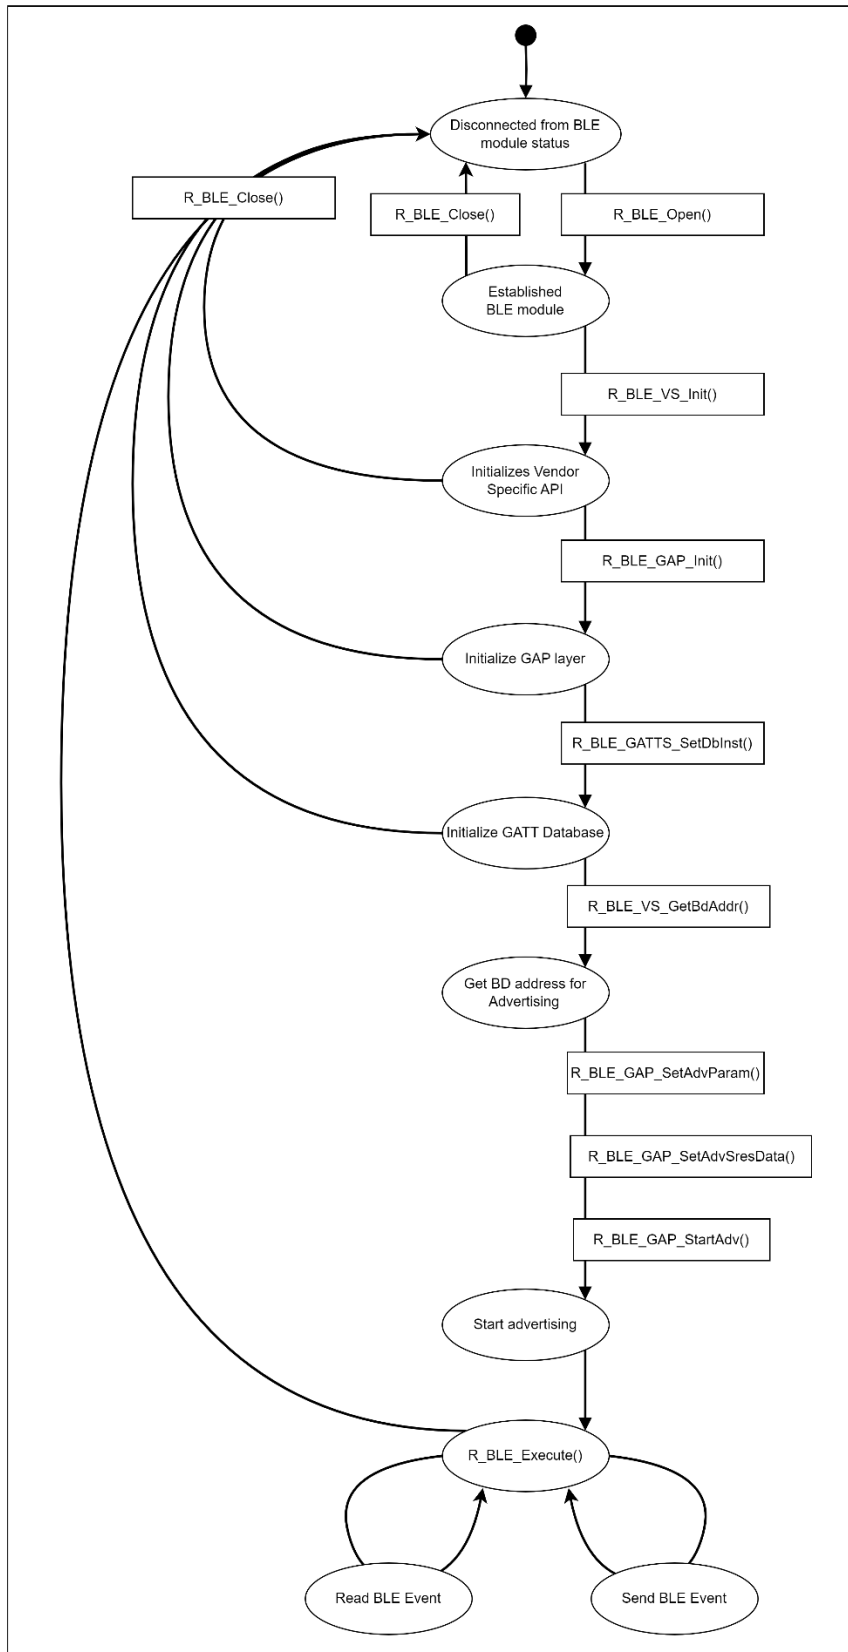 Disconnected from BLE
module status
R_BLE_Close()
R_BLE_Close()
R_BLE_Open()
Established
BLE module
R_BLE_VS_Init()
Initializes Vendor
Specific API
R_BLE_GAP_Init()
Initialize GAP layer
R_BLE_GATTS_SetDbInst()
Initialize GATT Database
R_BLE_VS_GetBdAddr()
Get BD address for
Advertising
R_BLE_GAP_SetAdvParam()
R_BLE_GAP_SetAdvSresData()
R_BLE_GAP_StartAdv()
Start advertising
R_BLE_Execute()
Read BLE Event
Send BLE Event